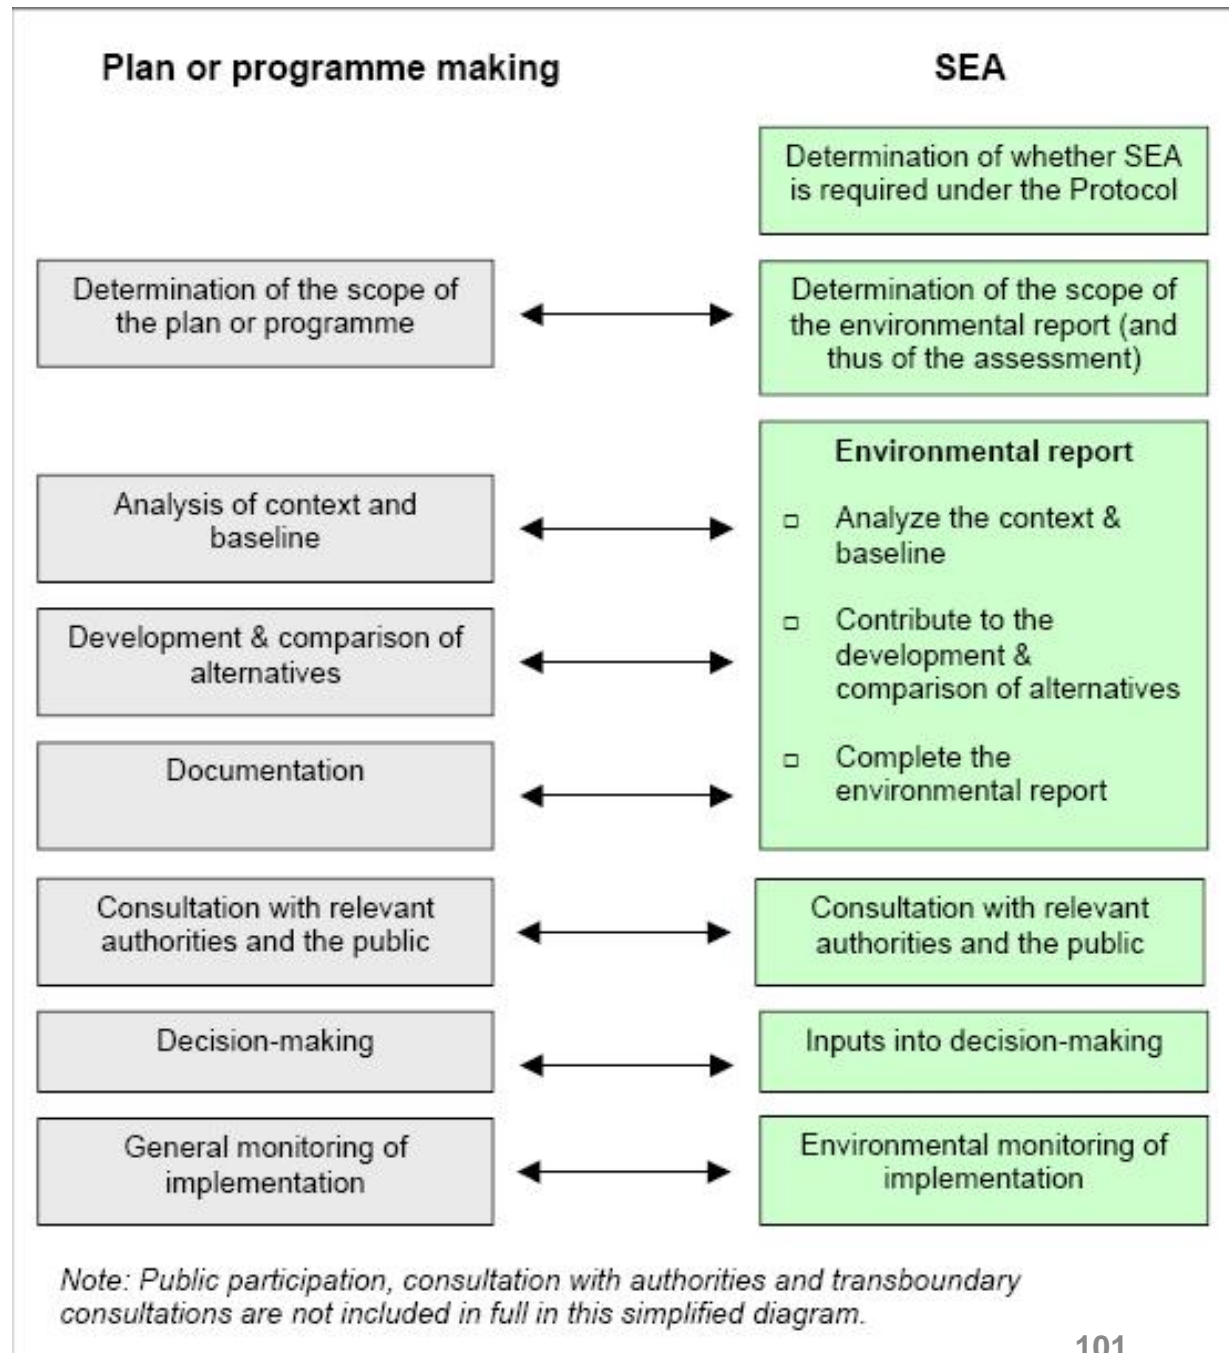 Plan or programme making
SEA
Determination of whether SEA
is required under the Protocol
Determination of the scope of
the plan or programme
Determination of the scope of
the environmental report (and
thus of the assessment)
Environmental report
Analysis of context and
baseline
□ Analyze the context &
baseline
Development & comparison of
alternatives
□ Contribute to the
development &
comparison of alternatives
Documentation
□ Complete the
environmental report
Consultation with relevant
authorities and the public
Consultation with relevant
authorities and the public
Decision-making
Inputs into decision-making
General monitoring of
implementation
Environmental monitoring of
implementation
Note: Public participation, consultation with authorities and transboundary
consultations are not included in full in this simplified diagram.
101